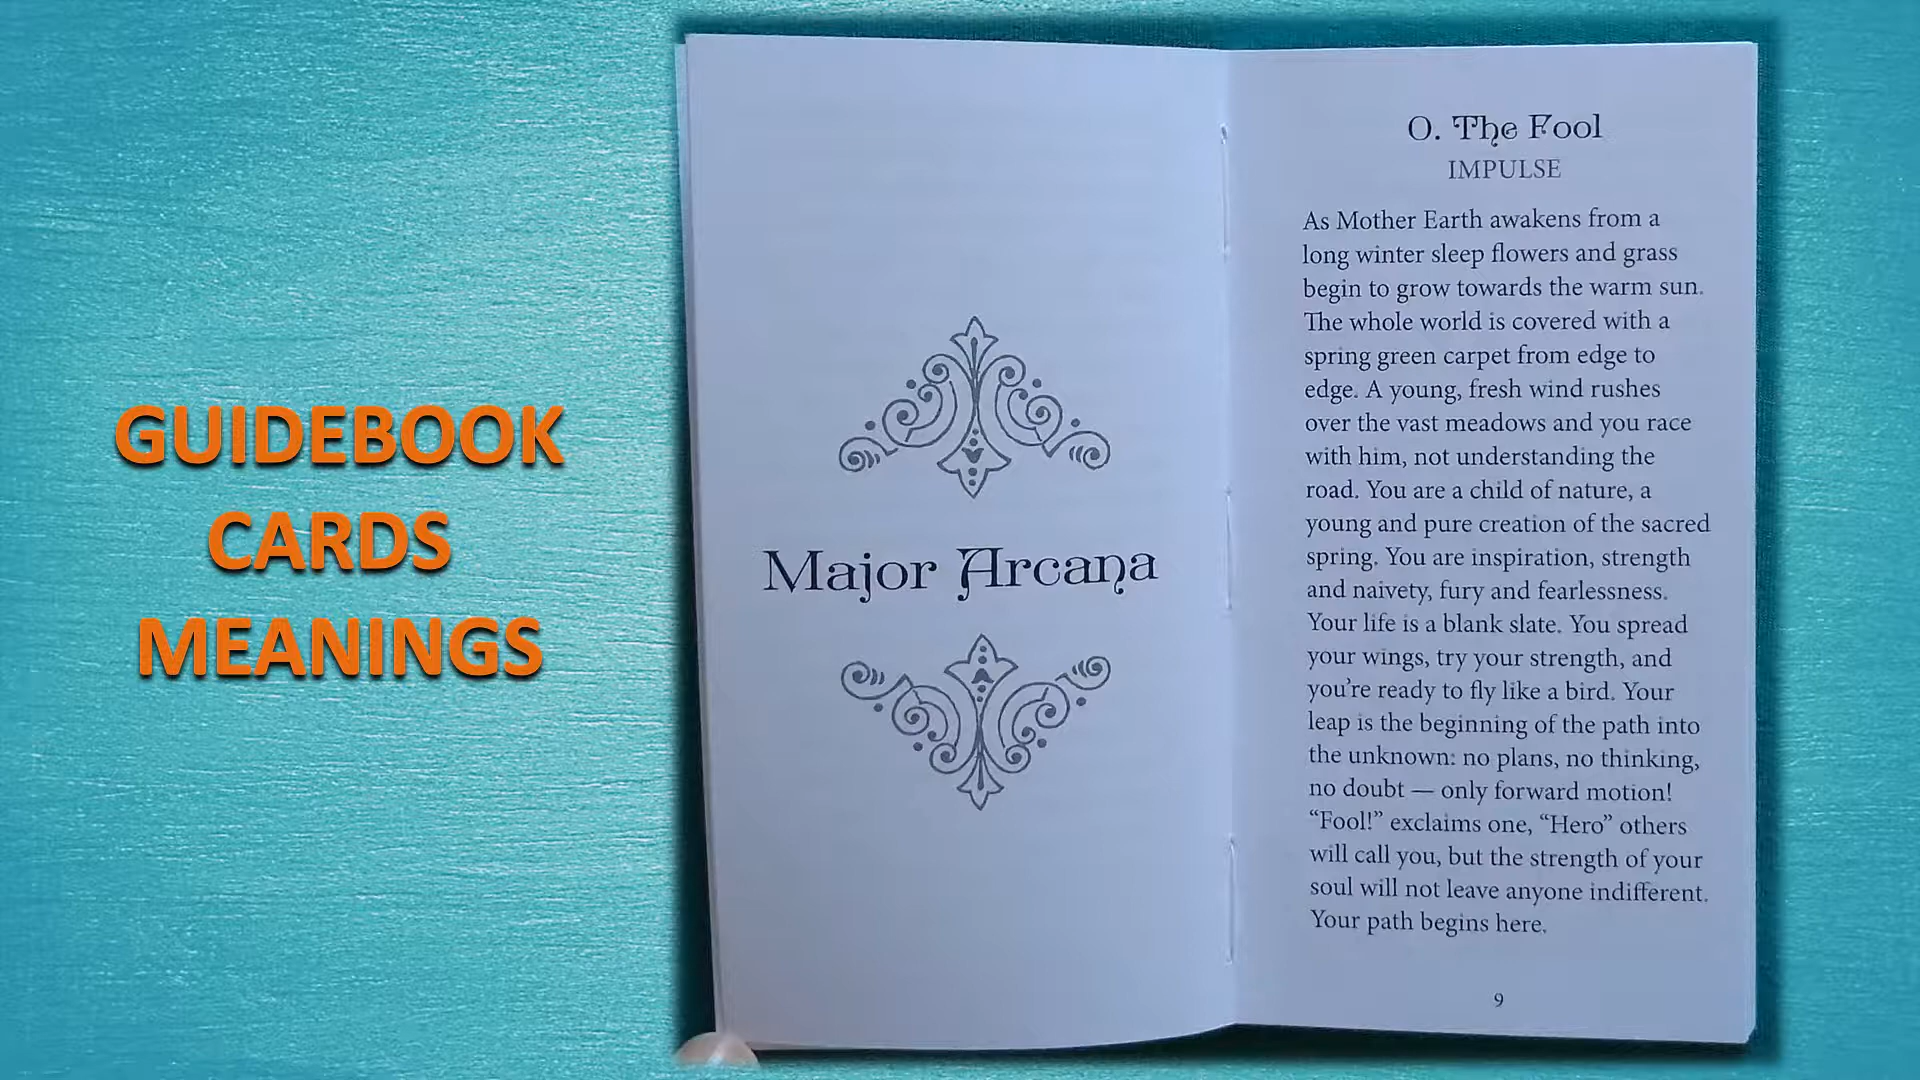 GUIDEBOOK
CARDS
MEANINGS
Major Arcana
O. The Fool
IMPULSE
As Mother Earth awakens from a
long winter sleep flowers and grass
begin to grow towards the warm sun.
The whole world is covered with a
spring green carpet from edge to
edge. A young, fresh wind rushes
over the vast meadows and you race
with him, not understanding the
road. You are a child of nature, a
young and pure creation of the sacred
spring. You are inspiration, strength
and naivety, fury and fearlessness.
Your life is a blank slate. You spread
your wings, try your strength, and
you’re ready to fly like a bird. Your
leap is the beginning of the path into
the unknown: no plans, no thinking,
no doubt — only forward motion!
“Fool!” exclaims one, “Hero” others
will call you, but the strength of your
soul will not leave anyone indifferent.
Your path begins here.
9